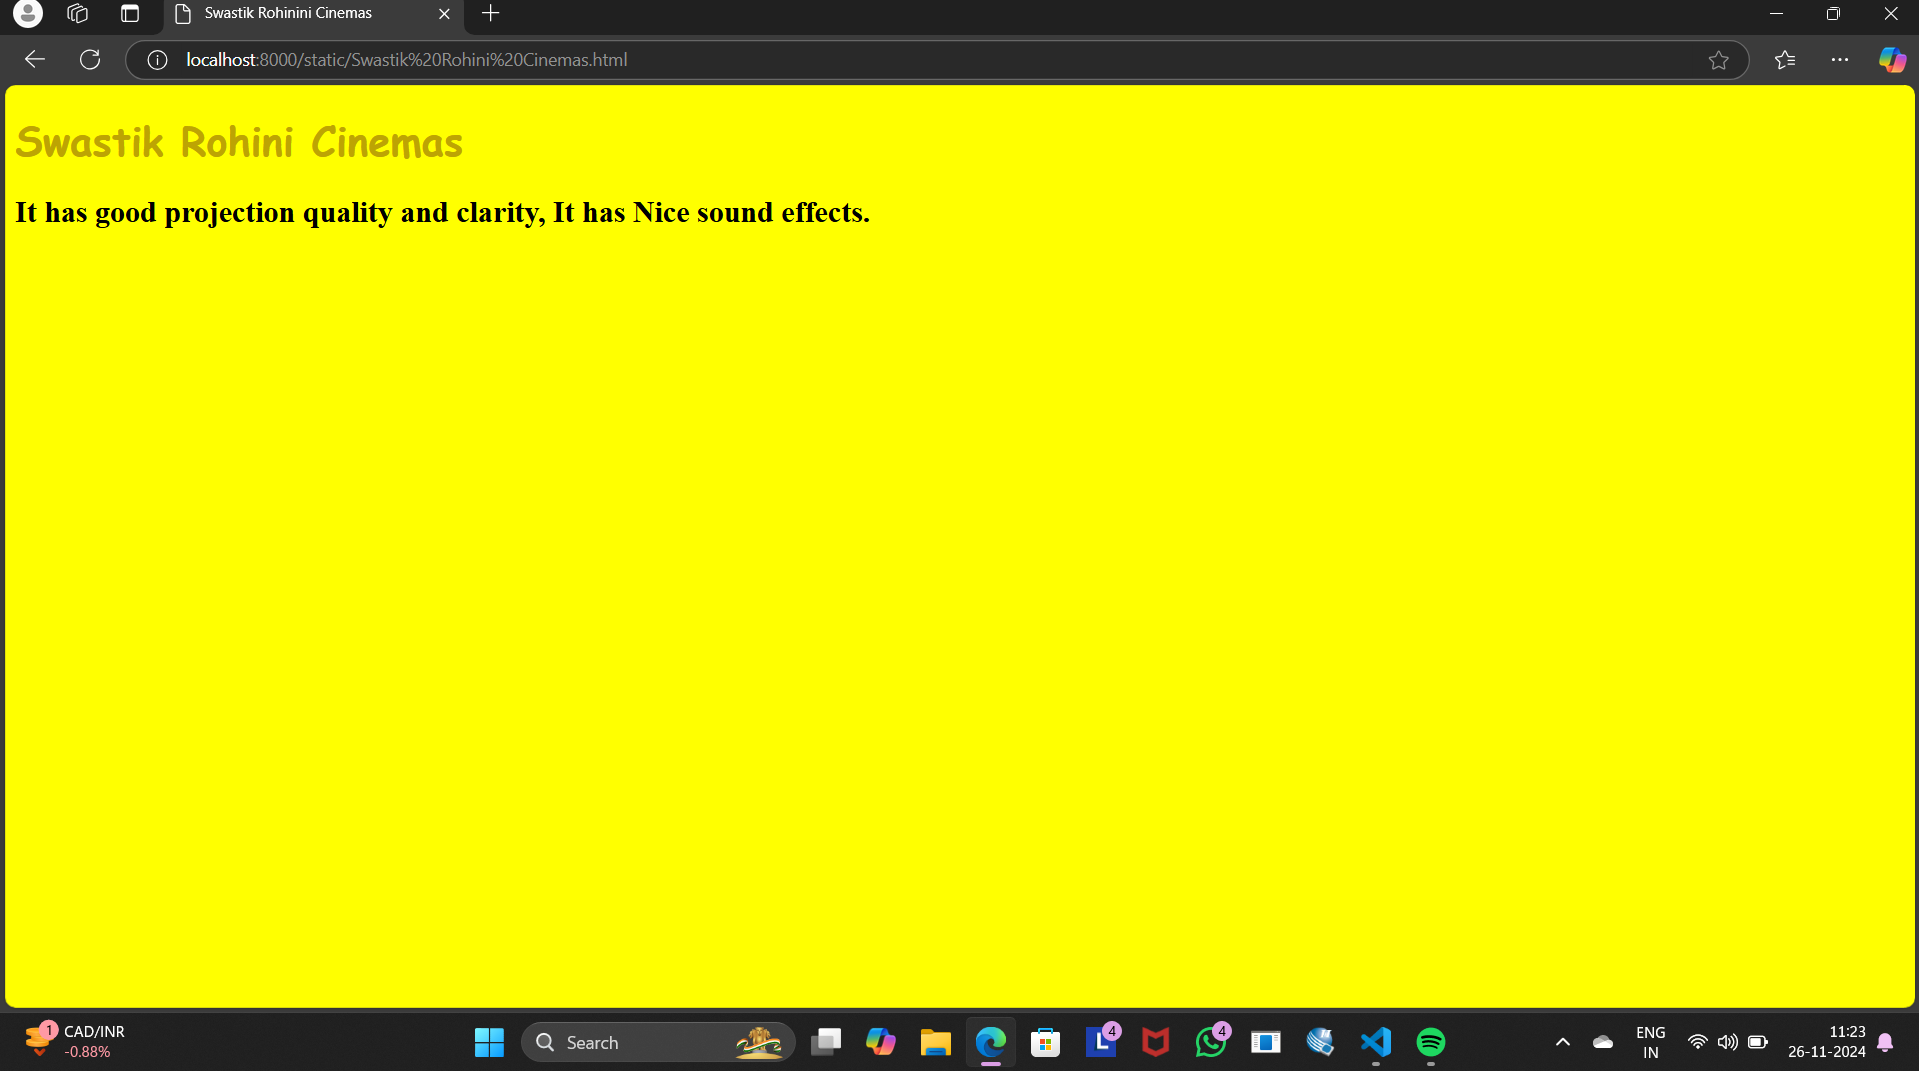 Swastik Rohinini Cinemas
localhost:8000/static/Swastik%20Rohini%20Cinemas.html
Swastik Rohini Cinemas
It has good projection quality and clarity, It has Nice sound effects.
1
CAD/INR
-0.88%
Search
L
4
4
ENG
IN
11:23
26-11-2024